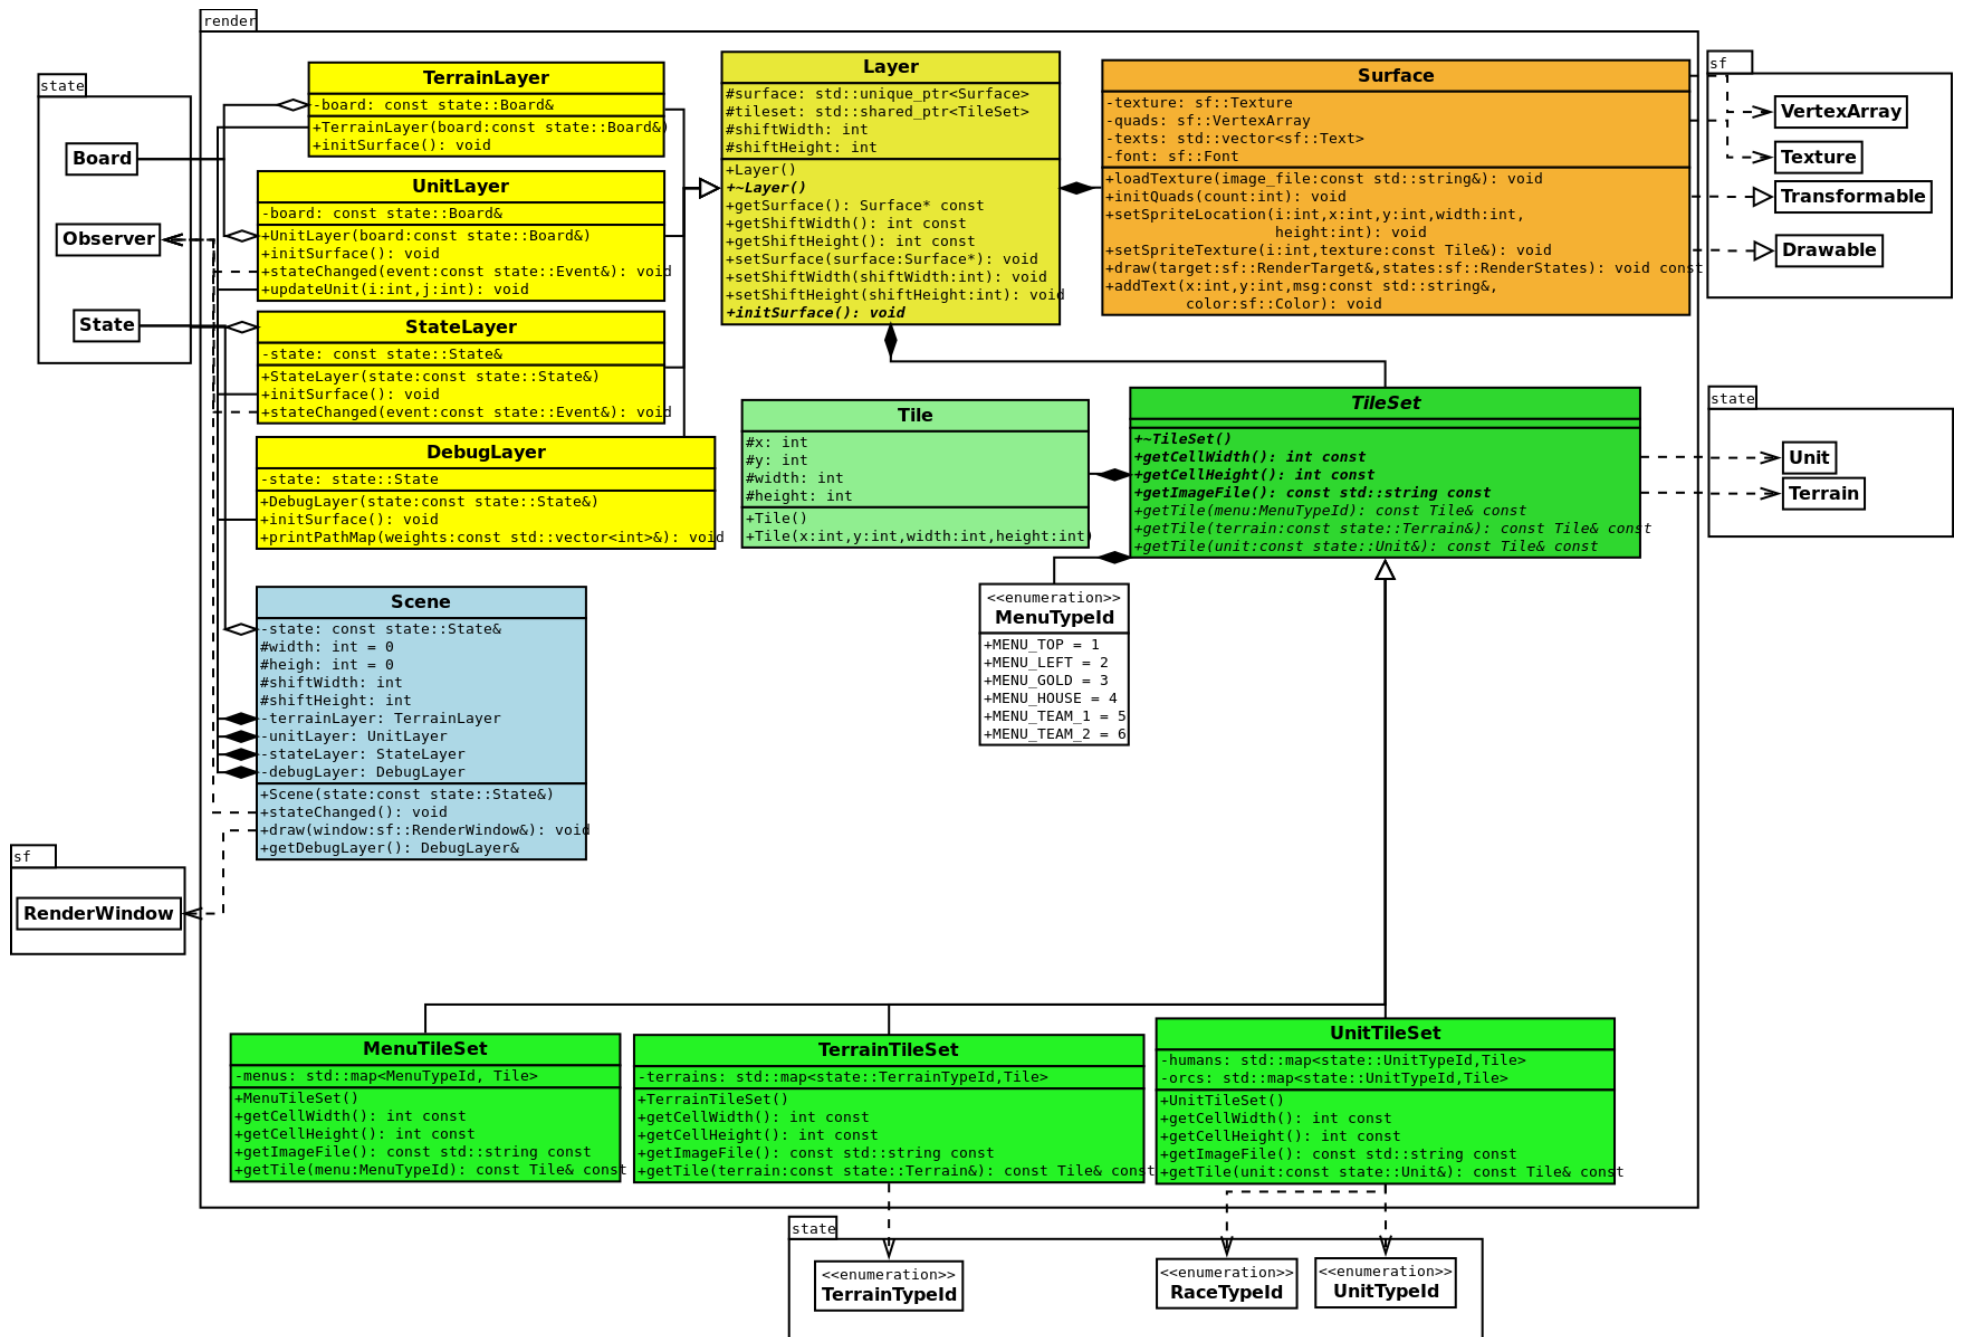 render
state
Board
Observer
State
TerrainLayer
-board: const state::Board&
+TerrainLayer(board:const state::Board&)
+initSurface(): void
UnitLayer
-board: const state::Board&
+UnitLayer(board:const state::Board&)
+initSurface(): void
+stateChanged(event:const state::Event&): void
+updateUnit(i:int,j:int): void
StateLayer
-state: const state::State&
+StateLayer(state:const state::State&)
+initSurface(): void
+stateChanged(event:const state::Event&): void
DebugLayer
-state: state::State
+DebugLayer(state:const state::State&)
+initSurface(): void
+printPathMap(weights:const std::vector<int>&): void
Layer
#surface: std::unique_ptr<Surface>
#tileset: std::shared_ptr<TileSet>
#shiftWidth: int
#shiftHeight: int
+Layer()
+~Layer()
+getSurface(): Surface* const
+getShiftWidth(): int const
+getShiftHeight(): int const
+setSurface(surface:Surface*): void
+setShiftWidth(shiftWidth:int): void
+setShiftHeight(shiftHeight:int): void
+initSurface(): void
Surface
-texture: sf::Texture
-quads: sf::VertexArray
-texts: std::vector<sf::Text>
-font: sf::Font
+loadTexture(image_file:const std::string&): void
+initQuads(count:int): void
+setSpriteLocation(i:int,x:int,y:int,width:int,
height:int): void
+setSpriteTexture(i:int,texture:const Tile&): void
+draw(target:sf::RenderTarget&,states:sf::RenderStates): void const
+addText(x:int,y:int,msg:const std::string&,
color:sf::Color): void
sf
VertexArray
Texture
Transformable
Drawable
Tile
#x: int
#y: int
#width: int
#height: int
+Tile()
+Tile(x:int,y:int,width:int,height:int)
TileSet
+~TileSet()
+getCellWidth(): int const
+getCellHeight(): int const
+getImageFile(): const std::string const
+getTile(menu:MenuTypeId): const Tile& const
+getTile(terrain:const state::Terrain&): const Tile& const
+getTile(unit:const state::Unit&): const Tile& const
state
Unit
Terrain
<<enumeration>>
MenuTypeId
+MENU_TOP = 1
+MENU_LEFT = 2
+MENU_GOLD = 3
+MENU_HOUSE = 4
+MENU_TEAM_1 = 5
+MENU_TEAM_2 = 6
Scene
-state: const state::State&
#width: int = 0
#heigh: int = 0
#shiftWidth: int
#shiftHeight: int
-terrainLayer: TerrainLayer
-unitLayer: UnitLayer
-stateLayer: StateLayer
-debugLayer: DebugLayer
+Scene(state:const state::State&)
+stateChanged(): void
+draw(window:sf::RenderWindow&): void
+getDebugLayer(): DebugLayer&
sf
RenderWindow
MenuTileSet
-menus: std::map<MenuTypeId, Tile>
+MenuTileSet()
+getCellWidth(): int const
+getCellHeight(): int const
+getImageFile(): const std::string const
+getTile(menu:MenuTypeId): const Tile& const
TerrainTileSet
-terrains: std::map<state::TerrainTypeId,Tile>
+TerrainTileSet()
+getCellWidth(): int const
+getCellHeight(): int const
+getImageFile(): const std::string const
+getTile(terrain:const state::Terrain&): const Tile& const
UnitTileSet
-humans: std::map<state::UnitTypeId,Tile>
-orcs: std::map<state::UnitTypeId,Tile>
+UnitTileSet()
+getCellWidth(): int const
+getCellHeight(): int const
+getImageFile(): const std::string const
+getTile(unit:const state::Unit&): const Tile& const
state
<<enumeration>>
TerrainTypeId
<<enumeration>>
RaceTypeId
<<enumeration>>
UnitTypeId